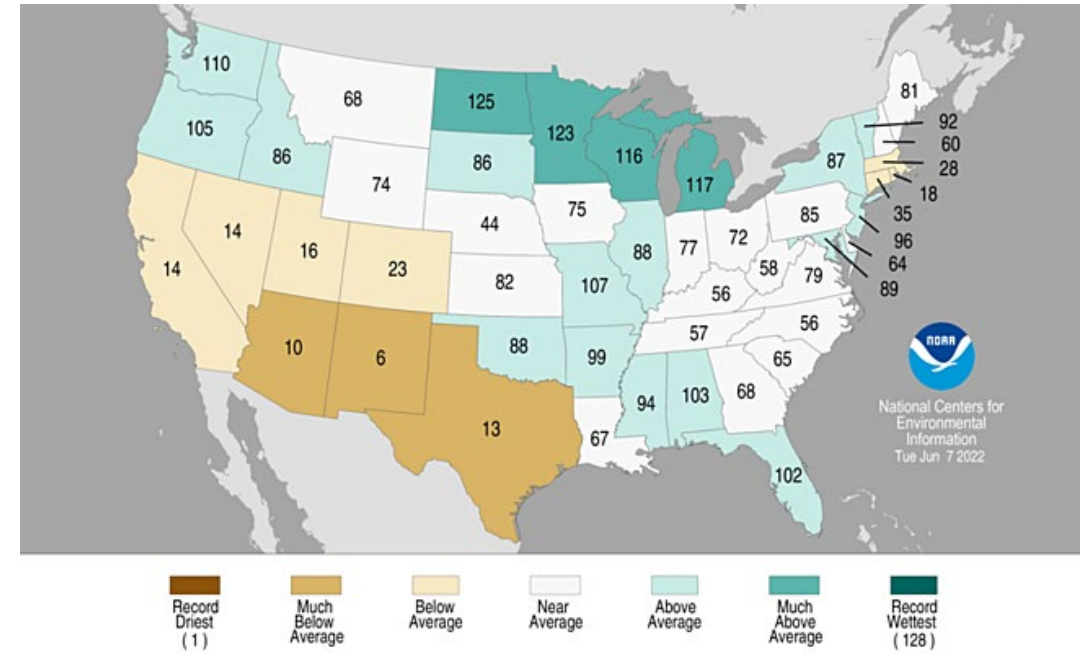 110
68
125
123
105
86
86
116
117
81
92
60
28
18
35
96
64
89
87
74
75
44
85
14
14
16
23
82
107
88
77
72
58
79
56
57
56
10
6
88
99
65
94
103
68
13
67
102
NOAA
National Centers for
Environmental
Information
Tue Jun 7 2022
Record
Driest
( 1 )
Much
Below
Average
Below
Average
Near
Average
Above
Average
Much
Above
Average
Record
Wettest
( 128 )